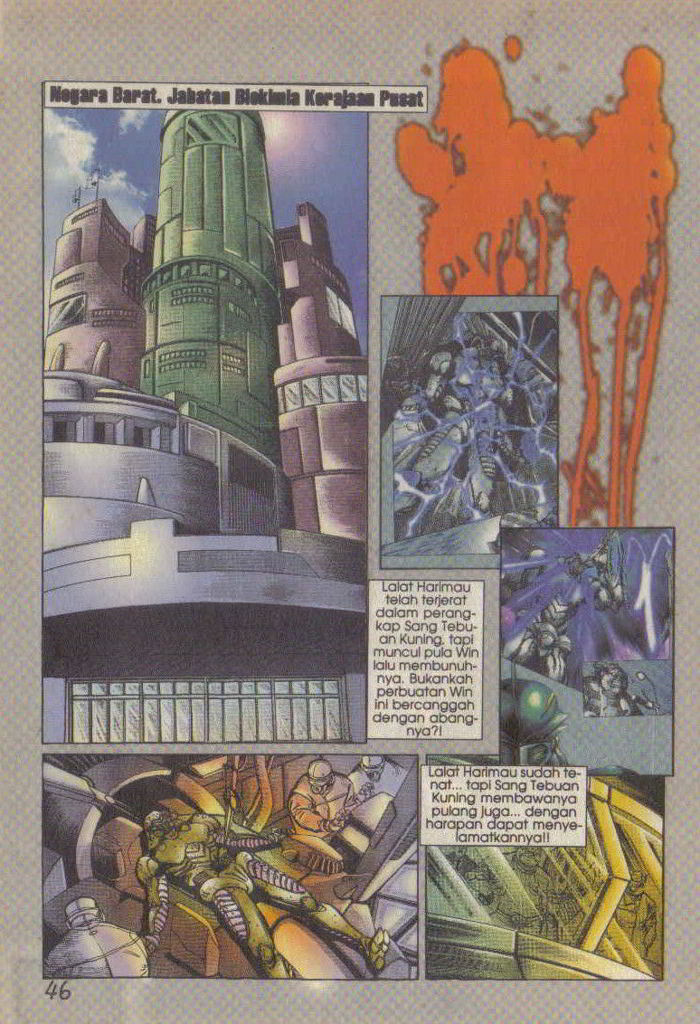 Negara Barat. Jabatan Biokimia Kerajaan Pusat
Lalat Harimau
telah terjerat
dalam perang-
kap Sang Tebu-
an Kuning, tapi
muncul pula Win
lalu membunuh-
nya. Bukankah
perbuatan Win
ini bercanggah
dengan abang-
nya?!
Lalat Harimau sudah te-
nat... tapi Sang Tebuan
Kuning membawanya
pulang juga... dengan
harapan dapat menye-
lamatkannya!!
46